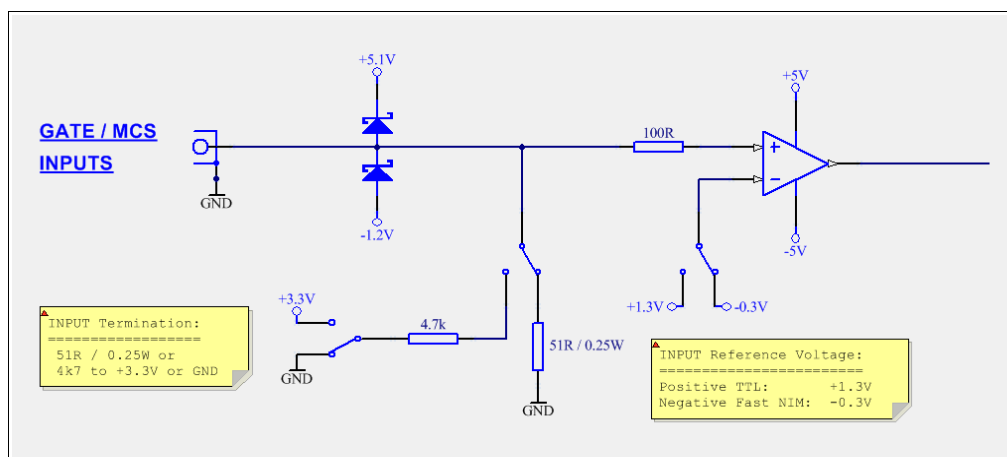 +5.1V
+5V
GATE / MCS
INPUTS
100R
+
−
GND
-1.2V
-5V
+3.3V
+1.3V
-0.3V
4.7k
51R / 0.25W
GND
GND
INPUT Termination:
==================
51R / 0.25W or
4k7 to +3.3V or GND
INPUT Reference Voltage:
========================
Positive TTL: +1.3V
Negative Fast NIM: -0.3V